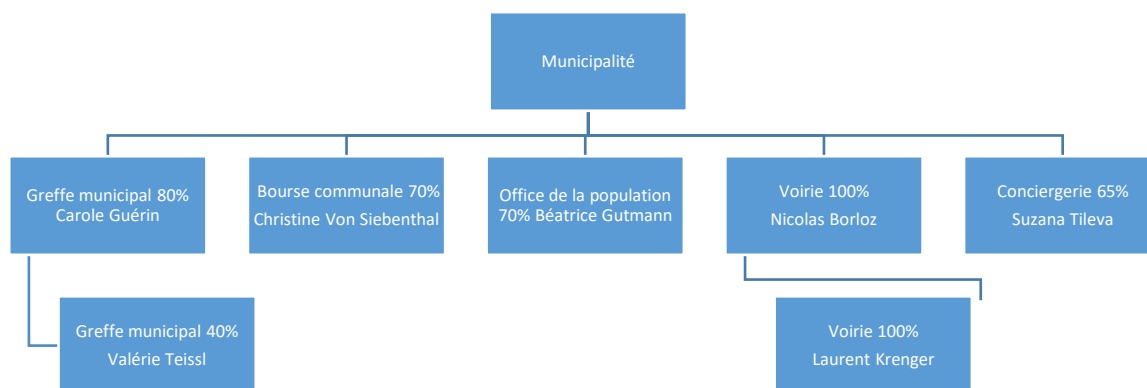 Municipalité
Greffe municipal 80%
Carole Guérin
Bourse communale 70%
Christine Von Siebenthal
Office de la population
70% Béatrice Gutmann
Voirie 100%
Nicolas Borloz
Conciergerie 65%
Suzana Tileva
Greffe municipal 40%
Valérie Teissl
Voirie 100%
Laurent Krenger